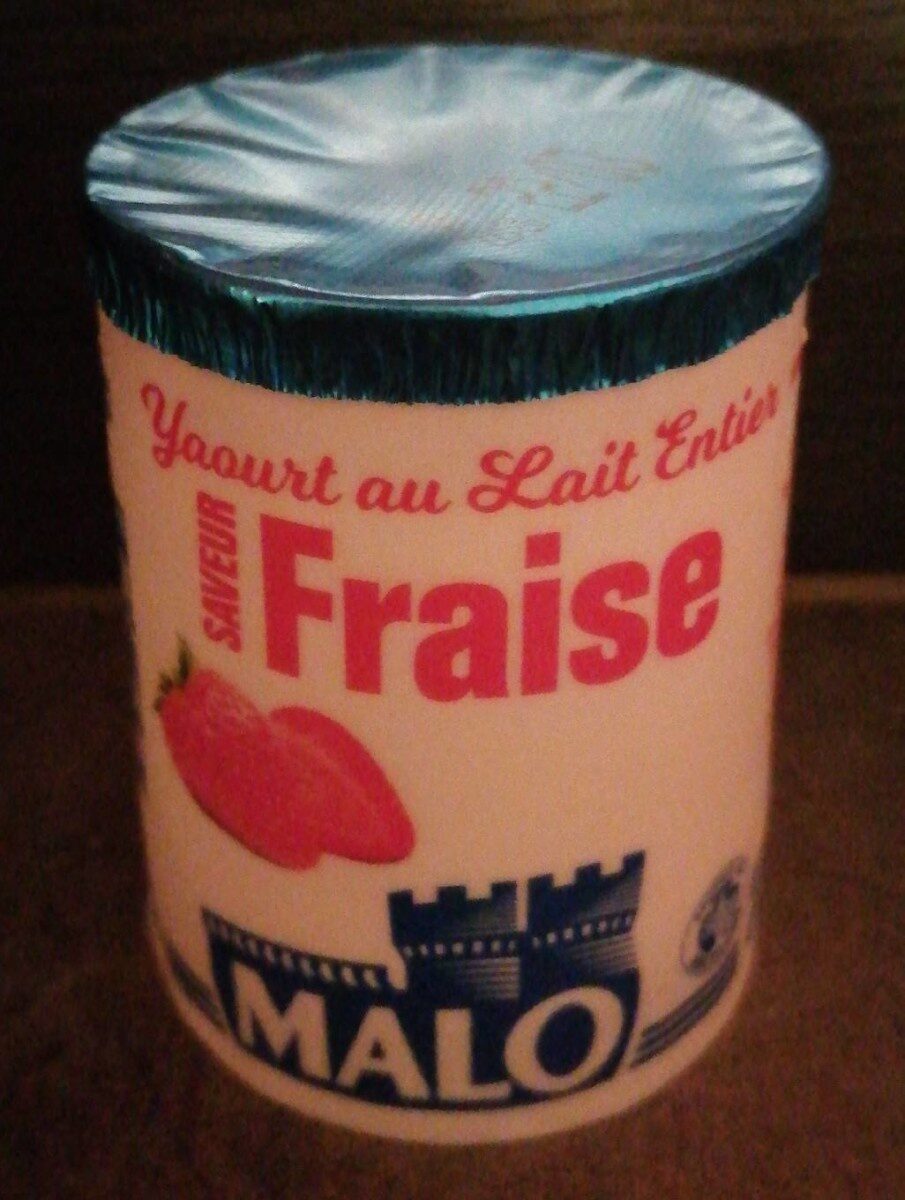 Yaourt au Lait Entier
SAVEUR
Fraise
MALO